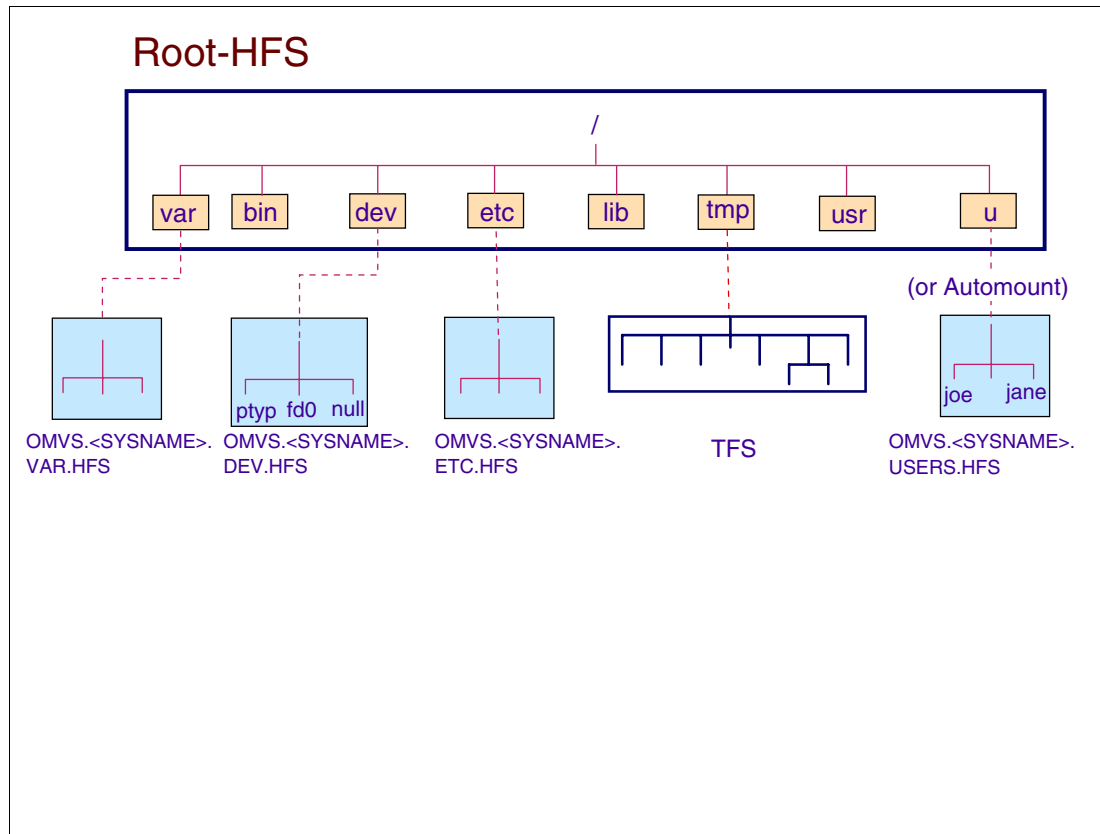 Root-HFS
/
var bin dev etc lib tmp usr u
(or Automount)
ptyp fd0 null
joe jane
OMVS.<SYSNAME>.
VAR.HFS
OMVS.<SYSNAME>.
DEV.HFS
OMVS.<SYSNAME>.
ETC.HFS
TFS
OMVS.<SYSNAME>.
USERS.HFS